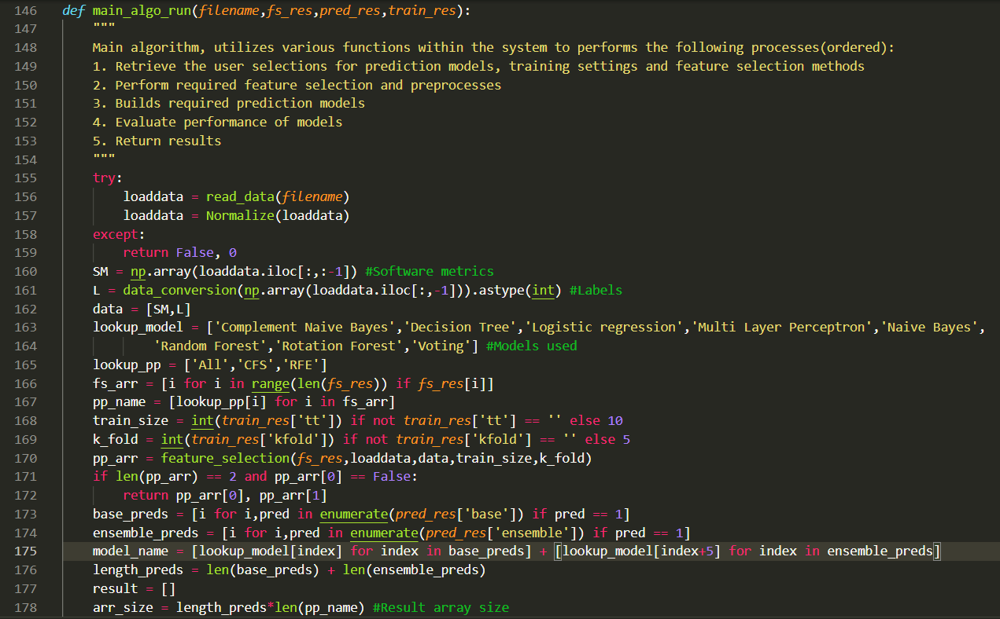 146 def main_algo_run(filename,fs_res,pred_res,train_res):
147 """
148 Main algorithm, utilizes various functions within the system to performs the following processes(ordered):
149 1. Retrieve the user selections for prediction models, training settings and feature selection methods
150 2. Perform required feature selection and preprocesses
151 3. Builds required prediction models
152 4. Evaluate performance of models
153 5. Return results
154 """
155 try:
156 loaddata = read_data(filename)
157 loaddata = Normalize(loaddata)
158 except:
159 return False, 0
160 SM = np.array(loaddata.iloc[:,:-1]) #Software metrics
161 L = data_conversion(np.array(loaddata.iloc[:,-1])).astype(int) #Labels
162 data = [SM,L]
163 lookup_model = ['Complement Naive Bayes','Decision Tree','Logistic regression','Multi Layer Perceptron','Naive Bayes',
164 'Random Forest','Rotation Forest','Voting'] #Models used
165 lookup_pp = ['All','CFS','RFE']
166 fs_arr = [i for i in range(len(fs_res)) if fs_res[i]]
167 pp_name = [lookup_pp[i] for i in fs_arr]
168 train_size = int(train_res['tt']) if not train_res['tt'] == '' else 10
169 k_fold = int(train_res['kfold']) if not train_res['kfold'] == '' else 5
170 pp_arr = feature_selection(fs_res,loaddata,data,train_size,k_fold)
171 if len(pp_arr) == 2 and pp_arr[0] == False:
172 return pp_arr[0], pp_arr[1]
173 base_preds = [i for i,pred in enumerate(pred_res['base']) if pred == 1]
174 ensemble_preds = [i for i,pred in enumerate(pred_res['ensemble']) if pred == 1]
175 model_name = [lookup_model[index] for index in base_preds] + [lookup_model[index+5] for index in ensemble_preds]
176 length_preds = len(base_preds) + len(ensemble_preds)
177 result = []
178 arr_size = length_preds*len(pp_name) #Result array size